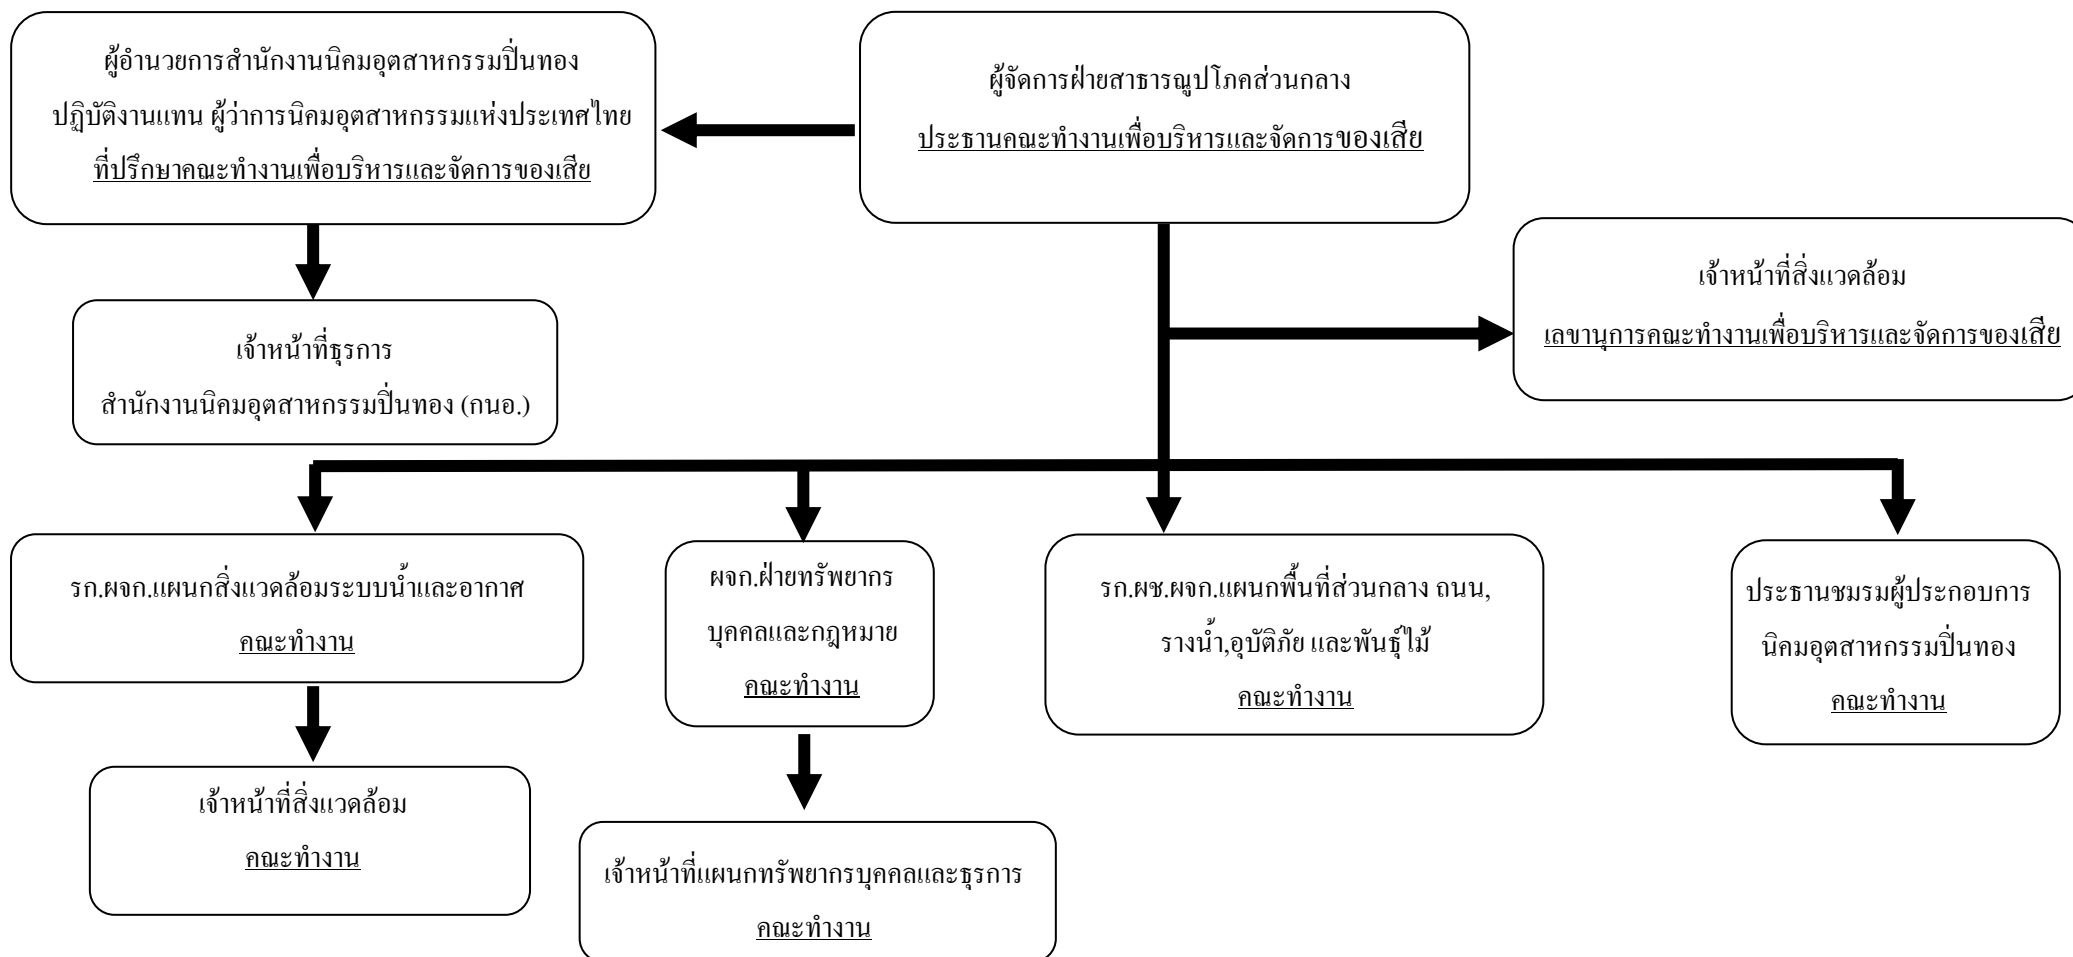 ผู้อำนวยการสำนักงานนิคมอุตสาหกรรมปิ่นทอง
ปฏิบัติงานแทน ผู้ว่าการนิคมอุตสาหกรรมแห่งประเทศไทย
ที่ปรึกษาคณะทำงานเพื่อบริหารและจัดการของเสีย
ผู้จัดการฝ่ายสาธารณูปโภคส่วนกลาง
ประธานคณะทำงานเพื่อบริหารและจัดการของเสีย
เจ้าหน้าที่สิ่งแวดล้อม
เลขานุการคณะทำงานเพื่อบริหารและจัดการของเสีย
เจ้าหน้าที่ธุรการ
สำนักงานนิคมอุตสาหกรรมปิ่นทอง (กนอ.)
รก.ผจก.แผนกสิ่งแวดล้อมระบบน้ำและอากาศ
คณะทำงาน
ผจก.ฝ่ายทรัพยากร
บุคคลและกฎหมาย
คณะทำงาน
รก.ผช.ผจก.แผนกพื้นที่ส่วนกลาง ถนน,
รางน้ำ,อุบัติภัย และพันธุ์ไม้
คณะทำงาน
ประธานชมรมผู้ประกอบการ
นิคมอุตสาหกรรมปิ่นทอง
คณะทำงาน
เจ้าหน้าที่สิ่งแวดล้อม
คณะทำงาน
เจ้าหน้าที่แผนกทรัพยากรบุคคลและธุรการ
คณะทำงาน